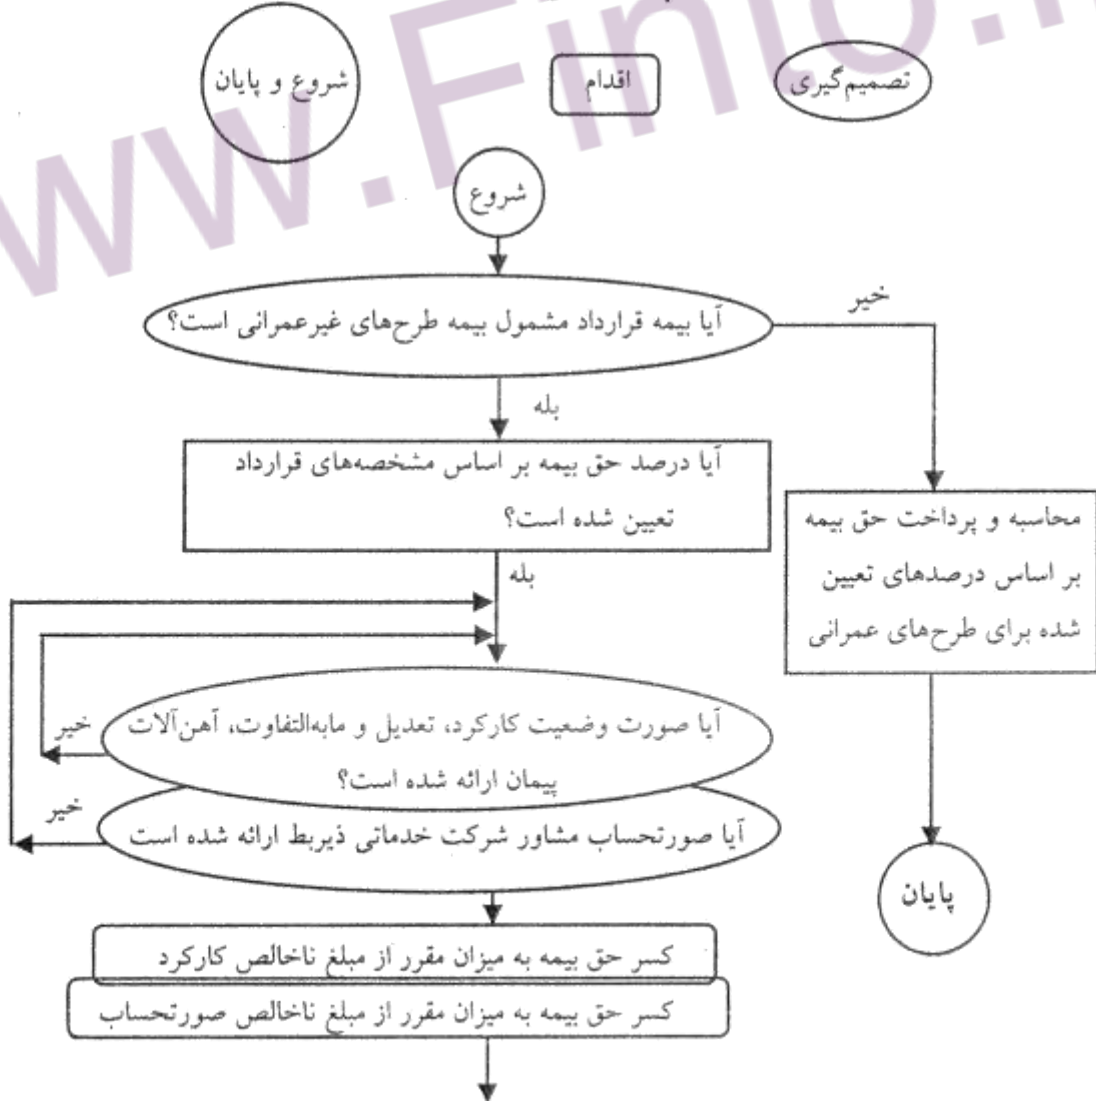 ww.Finto.
شروع و پایان
اقدام
تصمیم‌گیری
شروع
آیا بیمه قرارداد مشمول بیمه طرح‌های غیرعمرانی است؟
خیر
بله
آیا درصد حق بیمه بر اساس مشخصه‌های قرارداد
تعیین شده است؟
محاسبه و پرداخت حق بیمه
بر اساس درصدهای تعیین
شده برای طرح‌های عمرانی
بله
آیا صورت وضعیت کارکرد، تعدیل و مابه‌التفاوت، آهن‌آلات
پیمان ارائه شده است؟
خیر
آیا صورتحساب مشاور شرکت خدماتی ذیربط ارائه شده است
خیر
پایان
کسر حق بیمه به میزان مقرر از مبلغ ناخالص کارکرد
کسر حق بیمه به میزان مقرر از مبلغ ناخالص صورتحساب